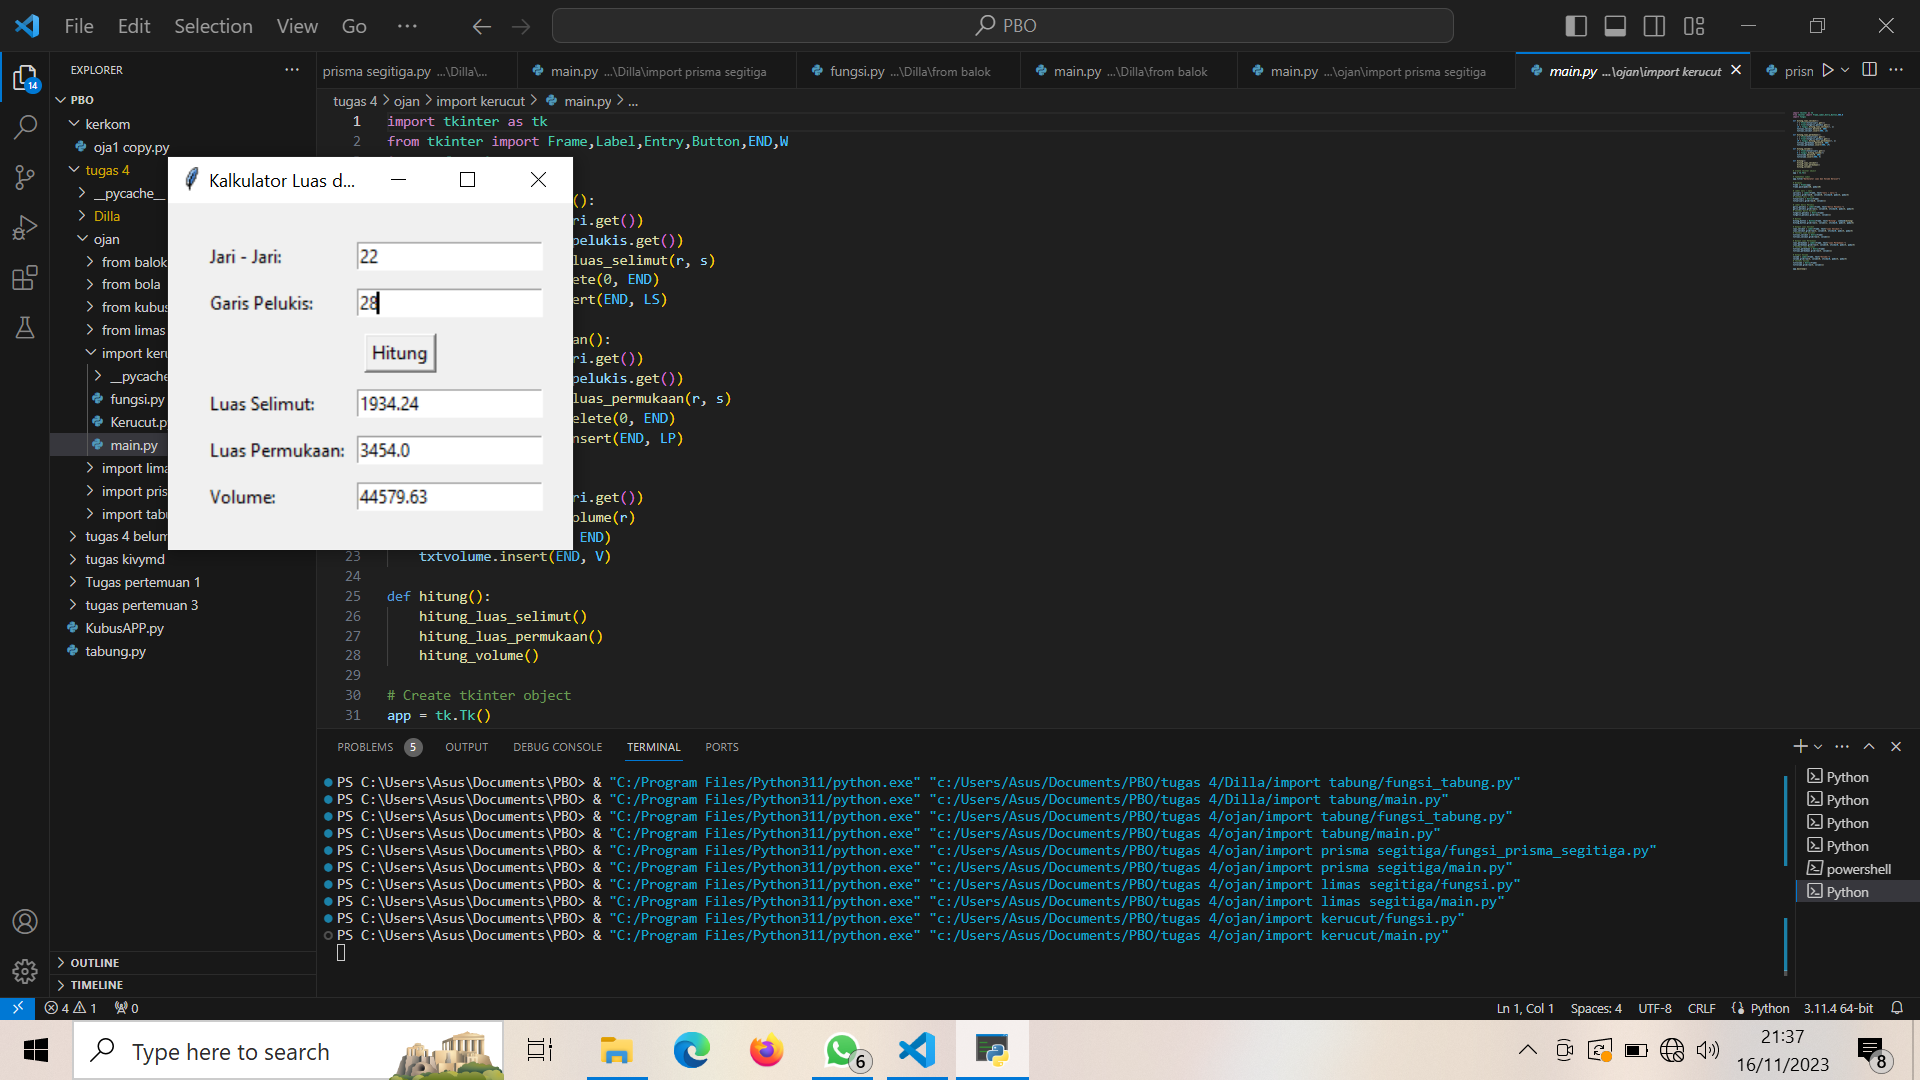 File Edit Selection View Go ··· PBO
EXPLORER
PBO
kerkom
oja1 copy.py
tugas 4
__pycache__
Dilla
ojan
from balok
from bola
from kubus
from limas
import keru
__pycache
fungsi.py
Kerucut.p
main.py
import lima
import pris
import tabu
tugas 4 belum
tugas kivymd
Tugas pertemuan 1
tugas pertemuan 3
KubusAPP.py
tabung.py
OUTLINE
TIMELINE
14
prisma segitiga.py ...\Dilla\... main.py ...\Dilla\import prisma segitiga fungsi.py ...\Dilla\from balok main.py ...\Dilla\from balok main.py ...\ojan\import prisma segitiga main.py ...\ojan\import kerucut prisn
tugas 4 > ojan > import kerucut > main.py > ...
1 import tkinter as tk
2 from tkinter import Frame,Label,Entry,Button,END,W
():
ri.get())
pelukis.get())
luas_selimut(r, s)
ete(0, END)
ert(END, LS)
an():
ri.get())
pelukis.get())
luas_permukaan(r, s)
elete(0, END)
nsert(END, LP)
ri.get())
olume(r)
END)
23 txtvolume.insert(END, V)
24
25 def hitung():
26 hitung_luas_selimut()
27 hitung_luas_permukaan()
28 hitung_volume()
29
30 # Create tkinter object
31 app = tk.Tk()
Kalkulator Luas d...
Jari - Jari: 22
Garis Pelukis: 28
Hitung
Luas Selimut: 1934.24
Luas Permukaan: 3454.0
Volume: 44579.63
PROBLEMS 5 OUTPUT DEBUG CONSOLE TERMINAL PORTS
PS C:\Users\Asus\Documents\PBO> & "C:/Program Files/Python311/python.exe" "c:/Users/Asus/Documents/PBO/tugas 4/Dilla/import tabung/fungsi_tabung.py"
PS C:\Users\Asus\Documents\PBO> & "C:/Program Files/Python311/python.exe" "c:/Users/Asus/Documents/PBO/tugas 4/Dilla/import tabung/main.py"
PS C:\Users\Asus\Documents\PBO> & "C:/Program Files/Python311/python.exe" "c:/Users/Asus/Documents/PBO/tugas 4/ojan/import tabung/fungsi_tabung.py"
PS C:\Users\Asus\Documents\PBO> & "C:/Program Files/Python311/python.exe" "c:/Users/Asus/Documents/PBO/tugas 4/ojan/import tabung/main.py"
PS C:\Users\Asus\Documents\PBO> & "C:/Program Files/Python311/python.exe" "c:/Users/Asus/Documents/PBO/tugas 4/ojan/import prisma segitiga/fungsi_prisma_segitiga.py"
PS C:\Users\Asus\Documents\PBO> & "C:/Program Files/Python311/python.exe" "c:/Users/Asus/Documents/PBO/tugas 4/ojan/import prisma segitiga/main.py"
PS C:\Users\Asus\Documents\PBO> & "C:/Program Files/Python311/python.exe" "c:/Users/Asus/Documents/PBO/tugas 4/ojan/import limas segitiga/fungsi.py"
PS C:\Users\Asus\Documents\PBO> & "C:/Program Files/Python311/python.exe" "c:/Users/Asus/Documents/PBO/tugas 4/ojan/import limas segitiga/main.py"
PS C:\Users\Asus\Documents\PBO> & "C:/Program Files/Python311/python.exe" "c:/Users/Asus/Documents/PBO/tugas 4/ojan/import kerucut/fungsi.py"
PS C:\Users\Asus\Documents\PBO> & "C:/Program Files/Python311/python.exe" "c:/Users/Asus/Documents/PBO/tugas 4/ojan/import kerucut/main.py"
Python
Python
Python
Python
powershell
Python
4 1 0 Ln 1, Col 1 Spaces: 4 UTF-8 CRLF Python 3.11.4 64-bit
Type here to search 6 21:37
16/11/2023 8